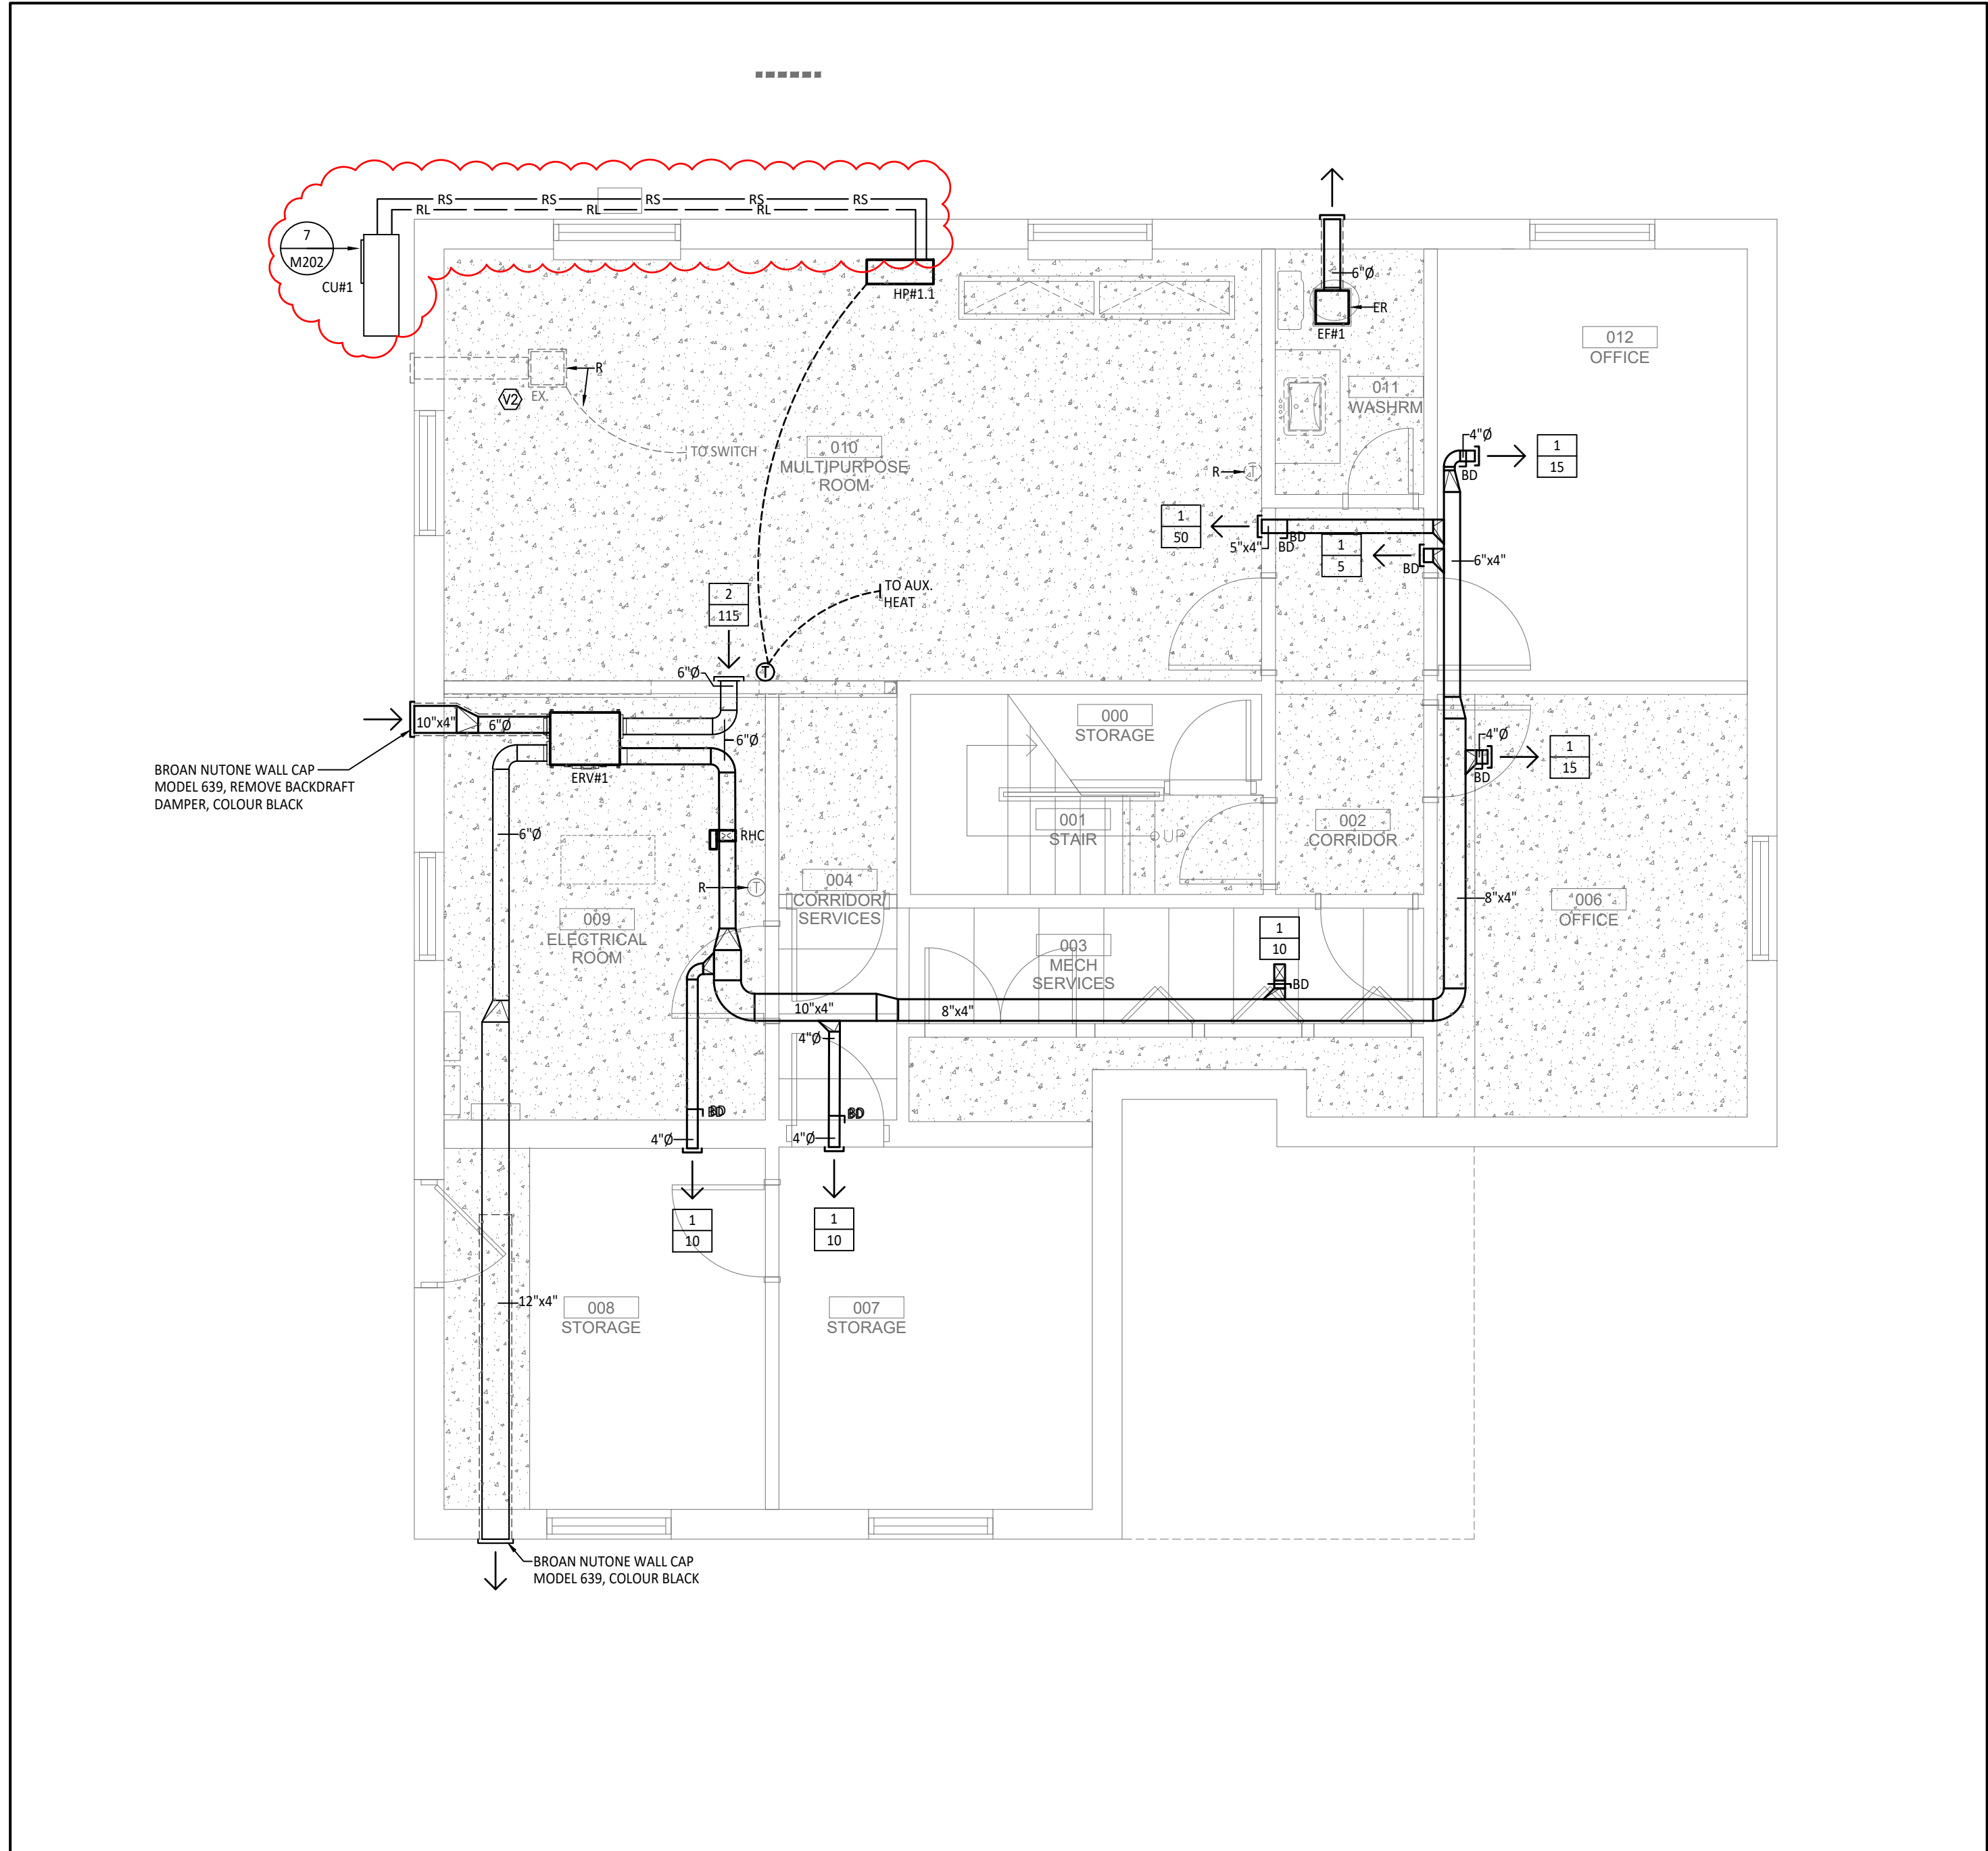 RS RS RS RS RS
RL RL RL
7
M202
CU#1
HP#1.1
6"Ø
ER
EF#1
012
OFFICE
R
V2
EX.
TO SWITCH
010
MULTIPURPOSE
ROOM
011
WASHRM
R
T
4"Ø
BD
1
15
1
50
5"x4"
BD
BD
1
5
BD
6"x4"
2
115
TO AUX.
HEAT
6"Ø
T
10"x4"
6"Ø
6"Ø
ERV#1
BROAN NUTONE WALL CAP
MODEL 639, REMOVE BACKDRAFT
DAMPER, COLOUR BLACK
000
STORAGE
4"Ø
BD
1
15
6"Ø
RHC
001
STAIR
UP
002
CORRIDOR
R
T
004
CORRIDOR/
SERVICES
009
ELECTRICAL
ROOM
003
MECH
SERVICES
1
10
BD
8"x4"
006
OFFICE
10"x4"
8"x4"
4"Ø
BD
BD
4"Ø
4"Ø
1
10
1
10
12"x4"
008
STORAGE
007
STORAGE
BROAN NUTONE WALL CAP
MODEL 639, COLOUR BLACK